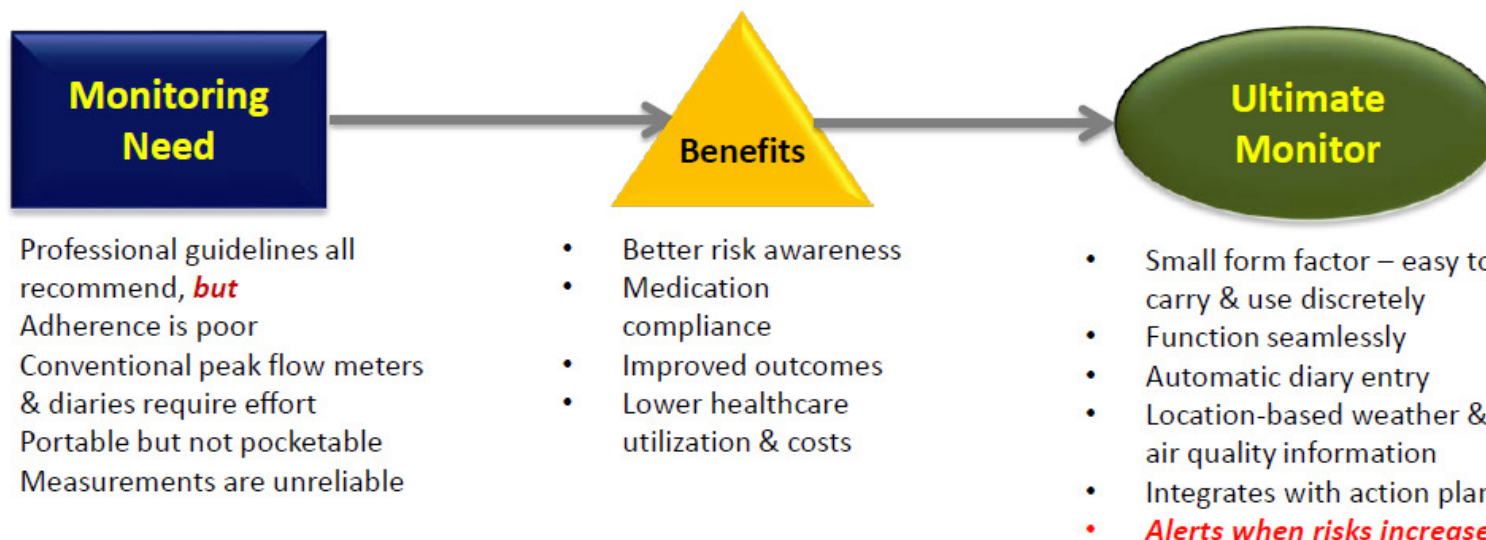 Monitoring
Need
Benefits
Ultimate
Monitor
Professional guidelines all
recommend, but
Adherence is poor
Conventional peak flow meters
& diaries require effort
Portable but not pocketable
Measurements are unreliable
• Better risk awareness
• Medication
compliance
• Improved outcomes
• Lower healthcare
utilization & costs
• Small form factor – easy to
carry & use discretely
• Function seamlessly
• Automatic diary entry
• Location-based weather &
air quality information
• Integrates with action plan
• Alerts when risks increase